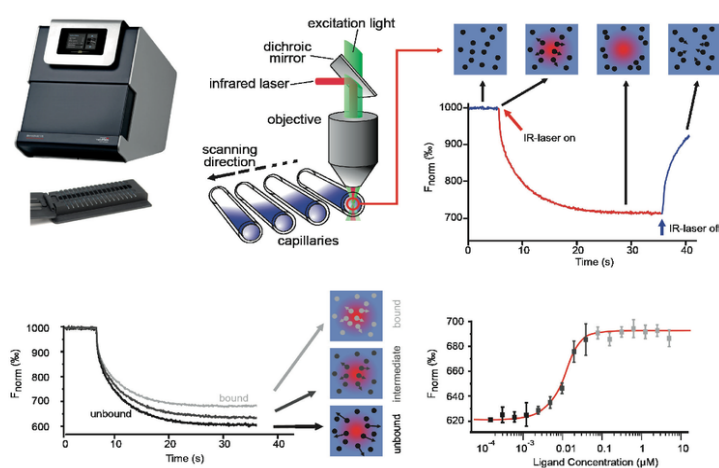 excitation light
dichroic
mirror
infrared laser
objective
scanning
direction
capillaries
1000
900
800
700
F norm (‰)
IR-laser on
IR-laser off
0 10 20 30 40
Time (s)
1000
900
800
700
600
F norm (‰)
bound
unbound
0 10 20 30 40
Time (s)
bound
intermediate
unbound
700
680
660
640
620
F norm (‰)
10⁻⁴ 10⁻³ 0.01 0.1 1 10
Ligand Concentration (µM)